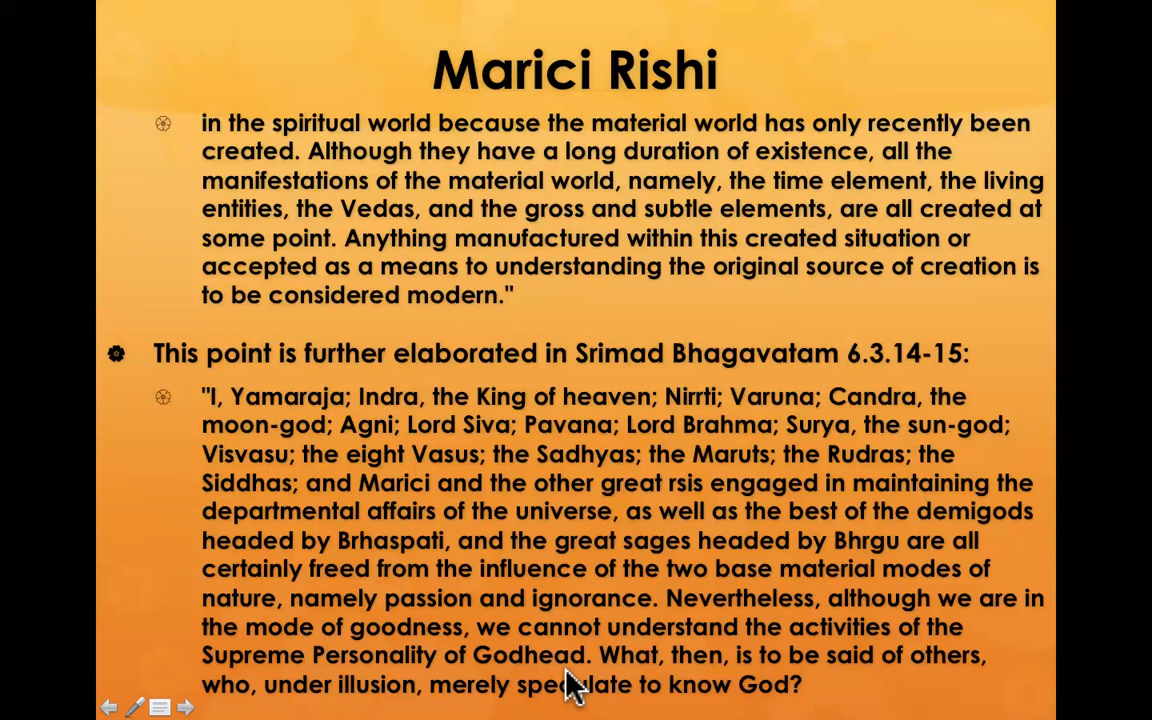 Marici Rishi
in the spiritual world because the material world has only recently been
created. Although they have a long duration of existence, all the
manifestations of the material world, namely, the time element, the living
entities, the Vedas, and the gross and subtle elements, are all created at
some point. Anything manufactured within this created situation or
accepted as a means to understanding the original source of creation is
to be considered modern."
This point is further elaborated in Srimad Bhagavatam 6.3.14-15:
"I, Yamaraja; Indra, the King of heaven; Nirrti; Varuna; Candra, the
moon-god; Agni; Lord Siva; Pavana; Lord Brahma; Surya, the sun-god;
Visvasu; the eight Vasus; the Sadhyas; the Maruts; the Rudras; the
Siddhas; and Marici and the other great rsis engaged in maintaining the
departmental affairs of the universe, as well as the best of the demigods
headed by Brhaspati, and the great sages headed by Bhrgu are all
certainly freed from the influence of the two base material modes of
nature, namely passion and ignorance. Nevertheless, although we are in
the mode of goodness, we cannot understand the activities of the
Supreme Personality of Godhead. What, then, is to be said of others,
who, under illusion, merely speculate to know God?